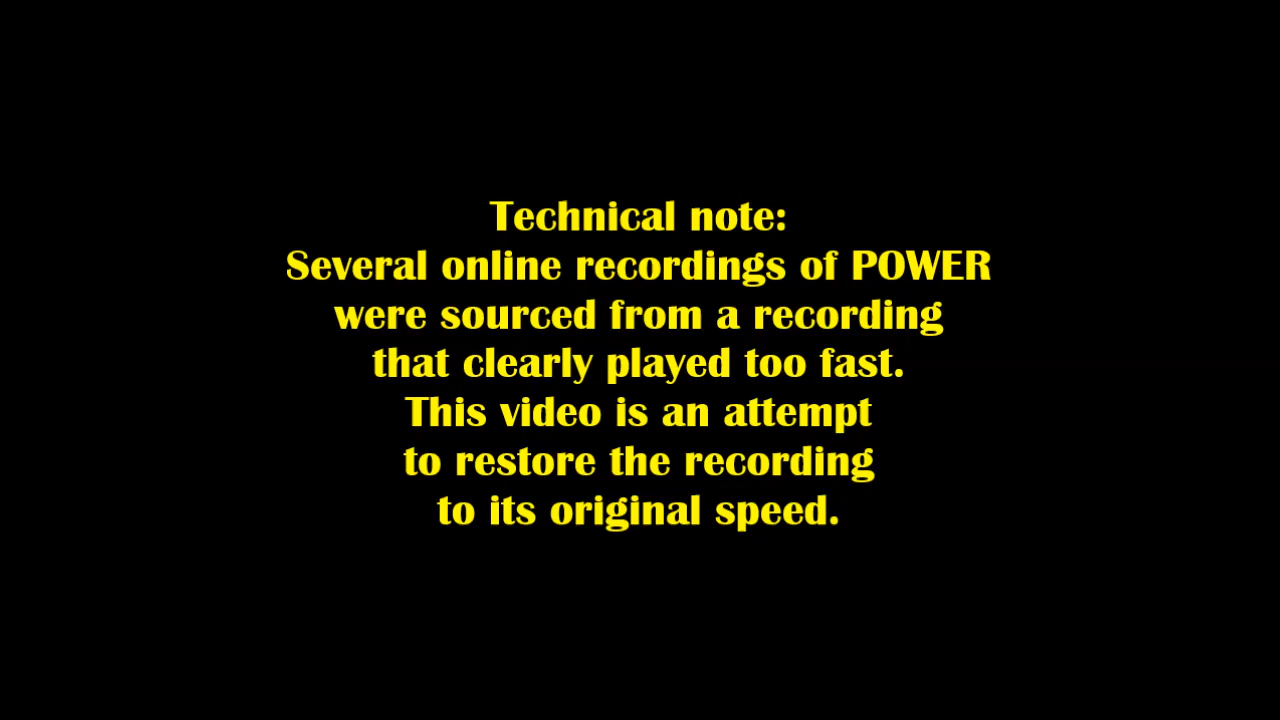 Technical note:
Several online recordings of POWER
were sourced from a recording
that clearly played too fast.
This video is an attempt
to restore the recording
to its original speed.